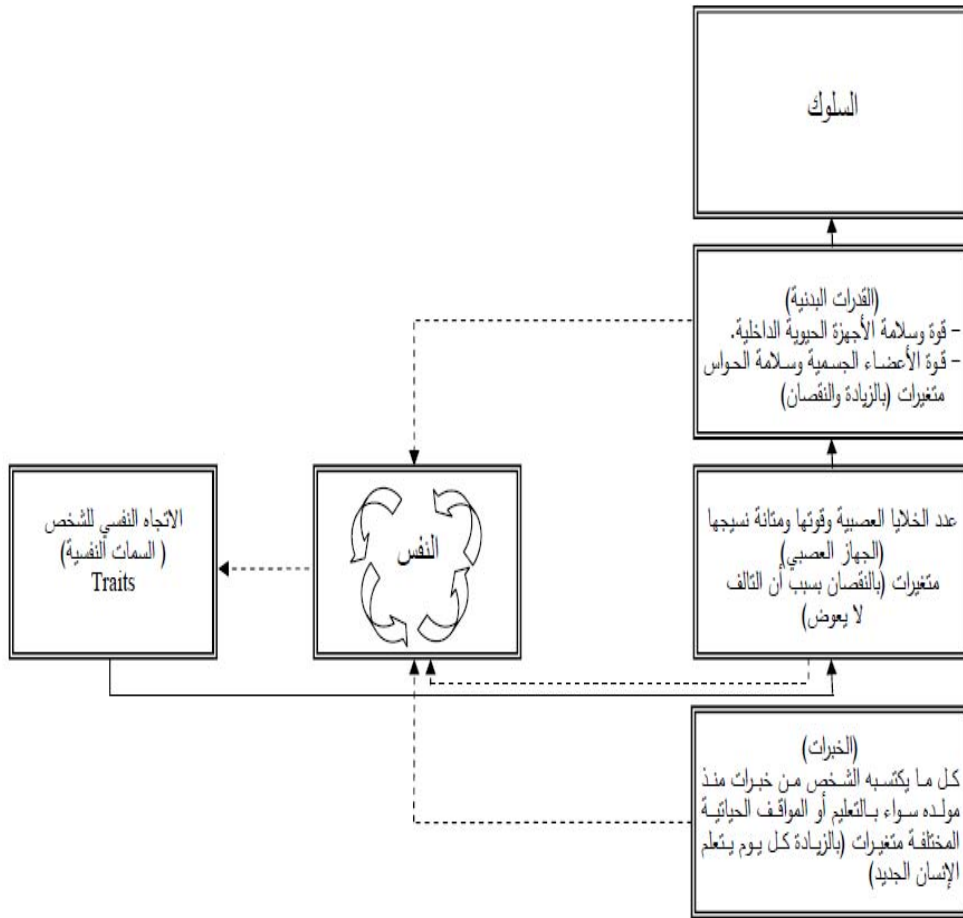 السلوك
(القدرات البدنية)
– قوة وسلامة الأجهزة الحيوية الداخلية.
– قوة الأعضاء الجسمية وسلامة الحواس
متغيرات (بالزيادة والنقصان)
عدد الخلايا العصبية وقوتها ومتانة نسيجها
(الجهاز العصبي)
متغيرات (بالنقصان بسبب أن التالف
لا يعوض)
النفس
الاتجاه النفسي للشخص
( السمات النفسية)
Traits
(الخبرات)
كل ما يكتسبه الشخص من خبرات منذ
مولده سواء بالتعليم أو المواقف الحياتية
المختلفة متغيرات (بالزيادة كل يوم يتعلم
الإنسان الجديد)